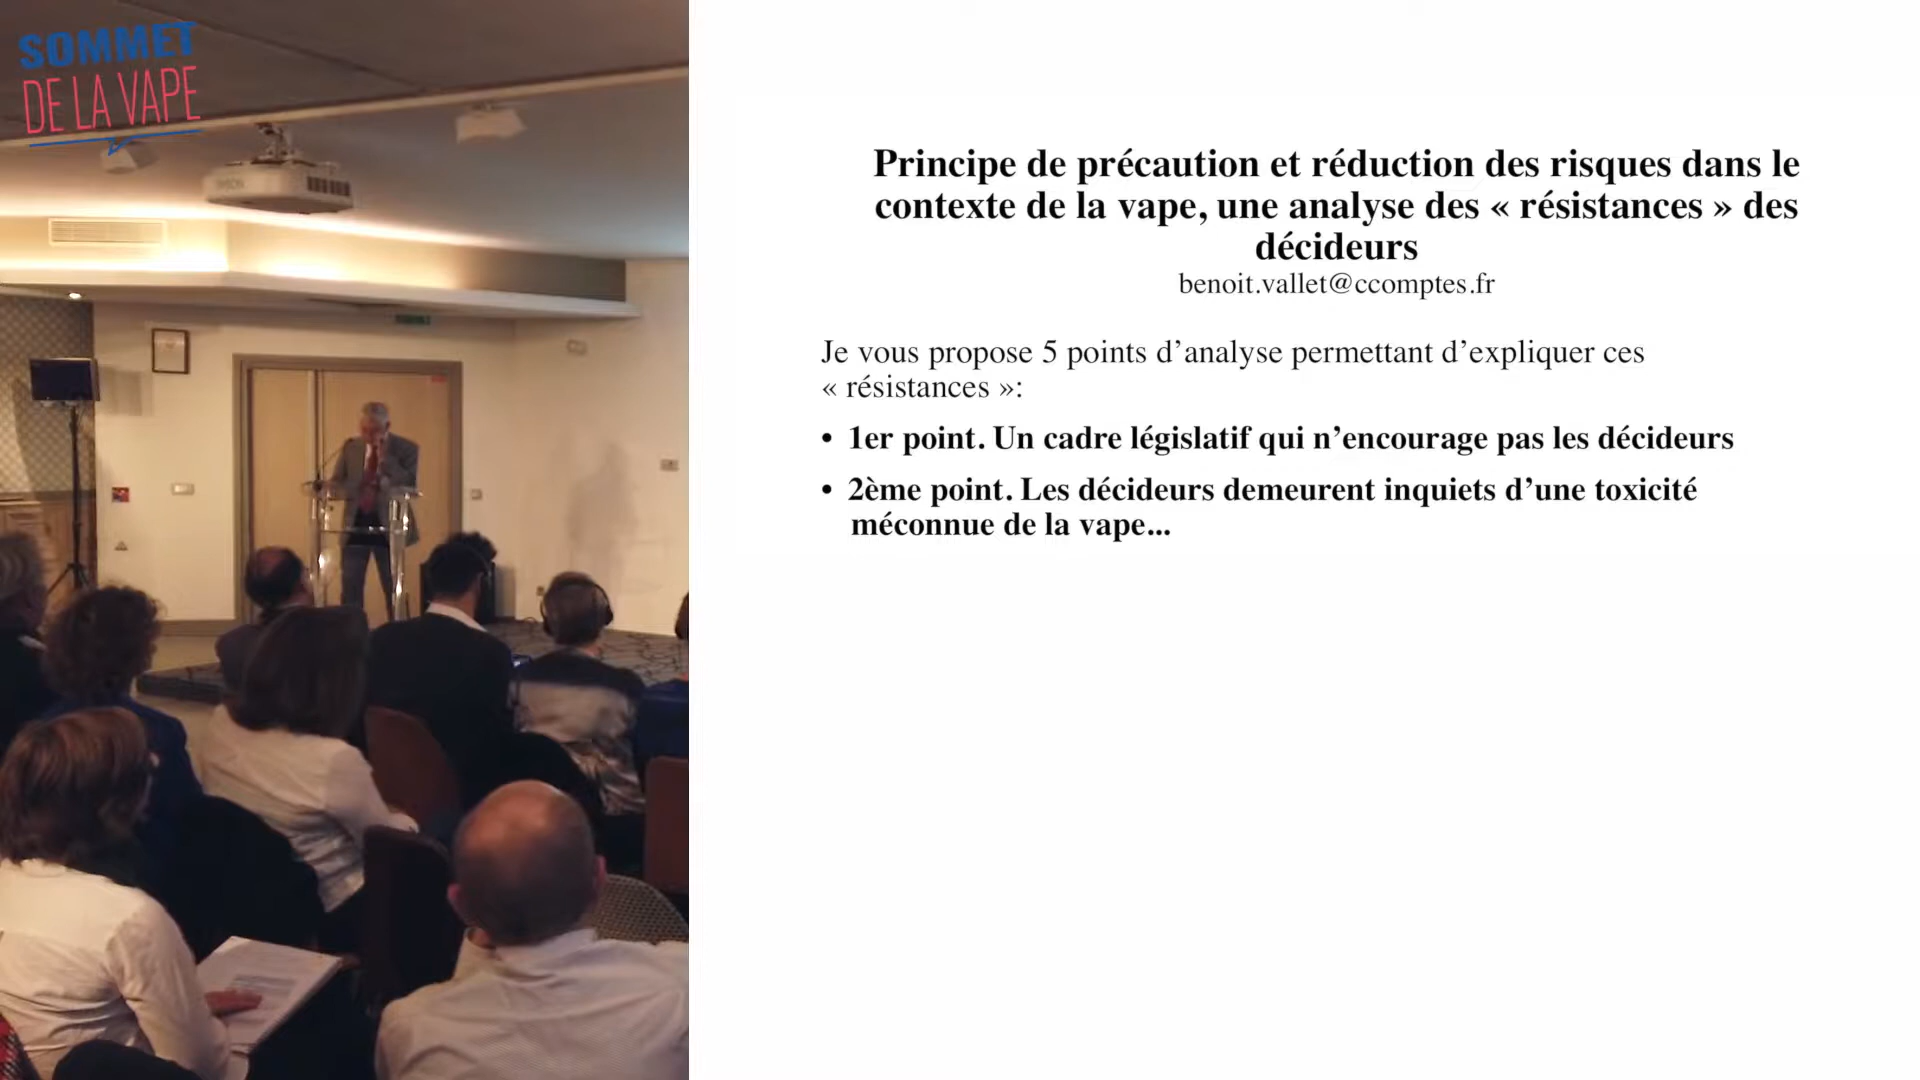 SOMMET
DE LA VAPE
Principe de précaution et réduction des risques dans le
contexte de la vape, une analyse des « résistances » des
décideurs
benoit.vallet@ccomptes.fr
Je vous propose 5 points d’analyse permettant d’expliquer ces
« résistances »:
• 1er point. Un cadre législatif qui n’encourage pas les décideurs
• 2ème point. Les décideurs demeurent inquiets d’une toxicité
méconnue de la vape...